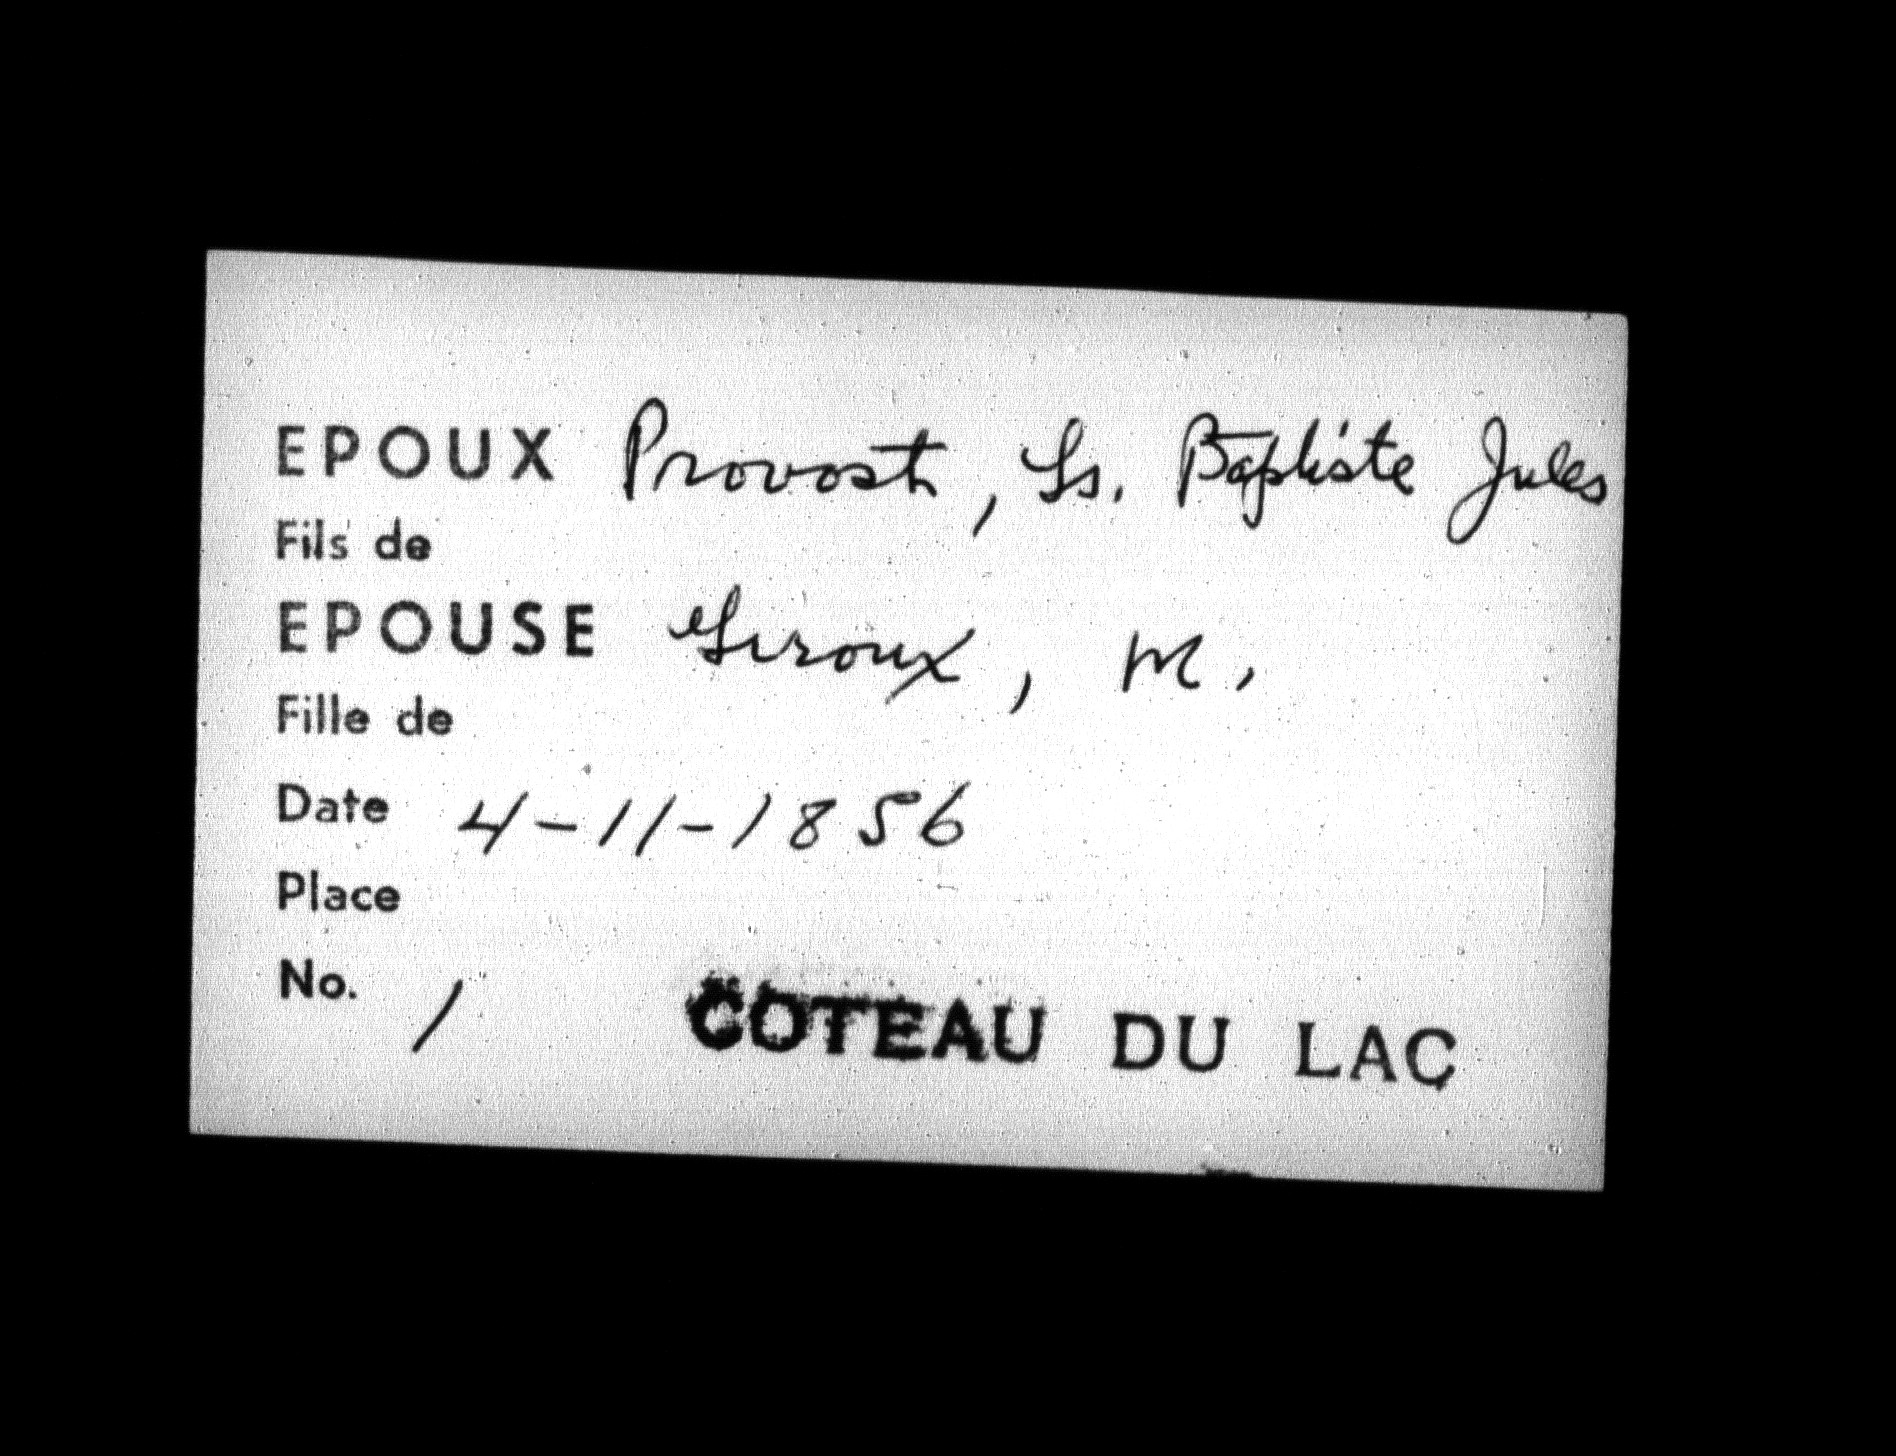 EPOUX Provost, Ls. Baptiste Jules
Fils de
EPOUSE Giroux, M.
Fille de
Date 4-11-1856
Place
No. 1 COTEAU DU LAC